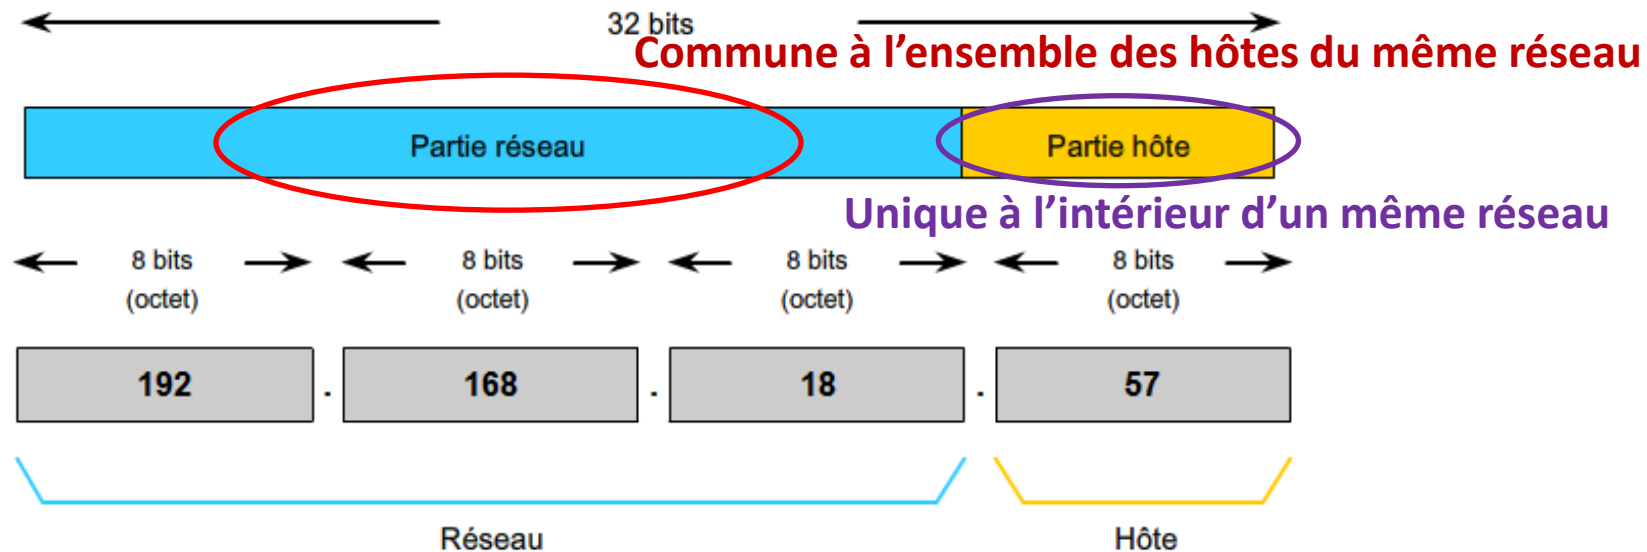 32 bits
Commune à l’ensemble des hôtes du même réseau
Partie réseau Partie hôte
Unique à l’intérieur d’un même réseau
8 bits 8 bits 8 bits 8 bits
(octet) (octet) (octet) (octet)
192 . 168 . 18 . 57
Réseau Hôte